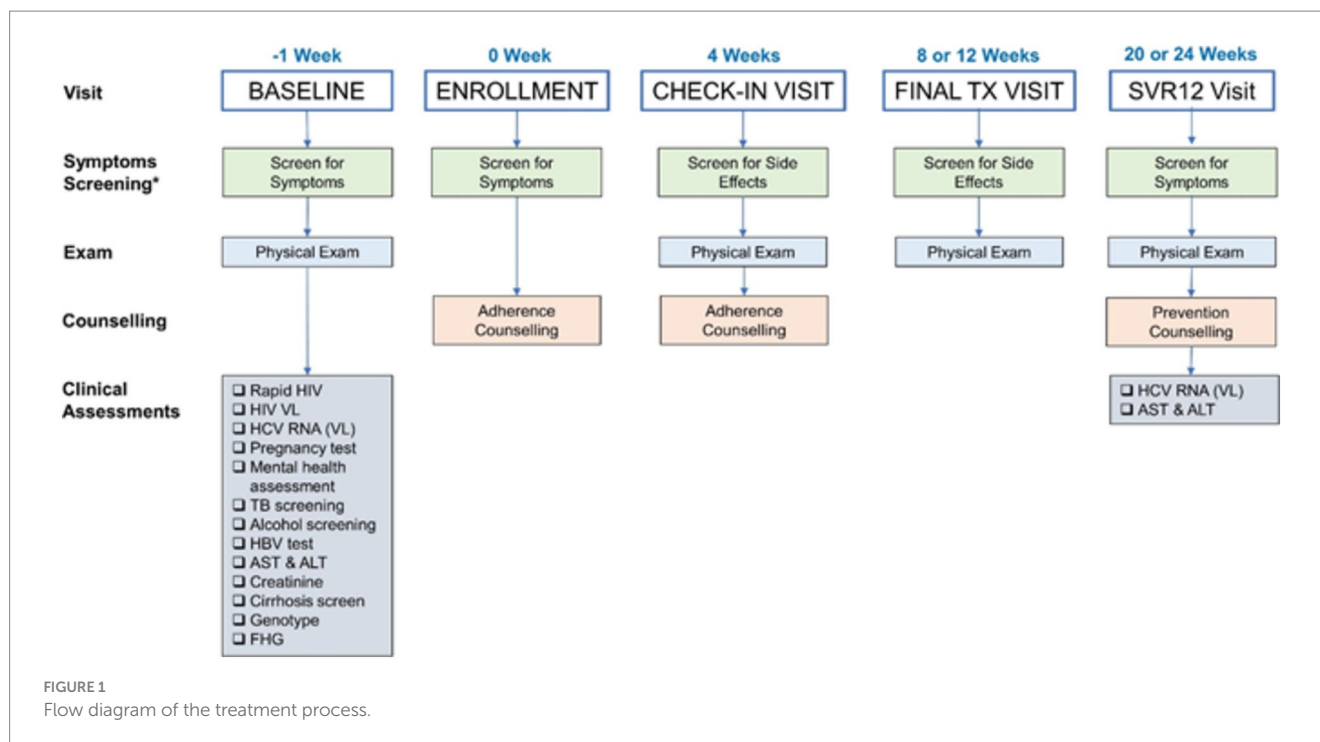 -1 Week 0 Week 4 Weeks 8 or 12 Weeks 20 or 24 Weeks
Visit BASELINE ENROLLMENT CHECK-IN VISIT FINAL TX VISIT SVR12 Visit
Symptoms Screening*
Screen for Symptoms
Screen for Symptoms
Screen for Side Effects
Screen for Side Effects
Screen for Symptoms
Exam Physical Exam Physical Exam Physical Exam Physical Exam
Counselling
Adherence Counselling
Adherence Counselling
Prevention Counselling
Clinical Assessments
❑ Rapid HIV
❑ HIV VL
❑ HCV RNA (VL)
❑ Pregnancy test
❑ Mental health
assessment
❑ TB screening
❑ Alcohol screening
❑ HBV test
❑ AST & ALT
❑ Creatinine
❑ Cirrhosis screen
❑ Genotype
❑ FHG
❑ HCV RNA (VL)
❑ AST & ALT
FIGURE 1
Flow diagram of the treatment process.